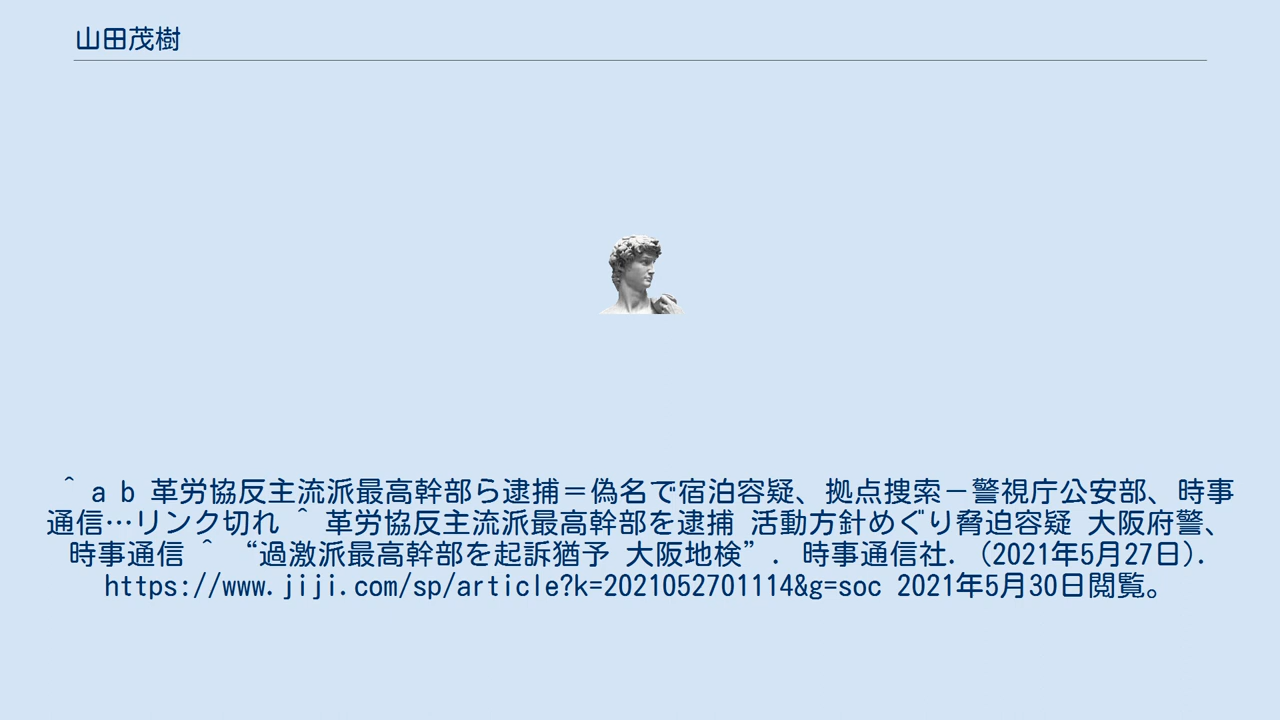 山田茂樹
^ a b 革労協反主流派最高幹部ら逮捕＝偽名で宿泊容疑、拠点捜索－警視庁公安部、時事
通信…リンク切れ ^ 革労協反主流派最高幹部を逮捕 活動方針めぐり脅迫容疑 大阪府警、
時事通信 ^ “過激派最高幹部を起訴猶予 大阪地検”. 時事通信社. (2021年5月27日).
https://www.jiji.com/sp/article?k=2021052701114&g=soc 2021年5月30日閲覧。